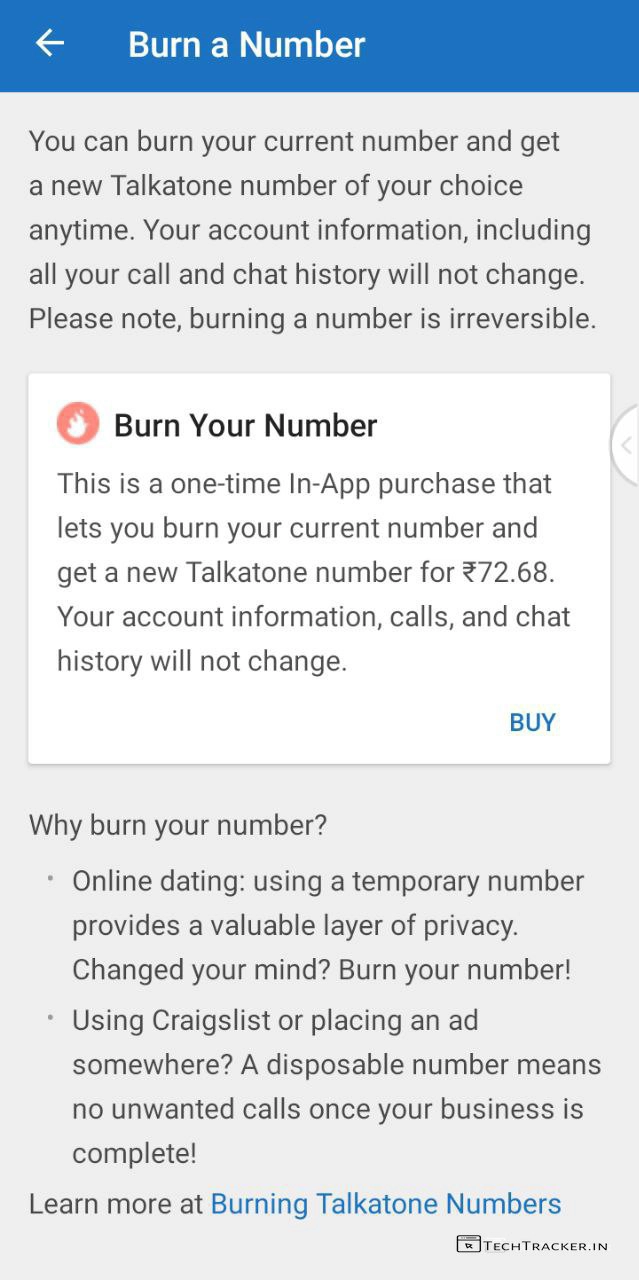 Burn a Number
You can burn your current number and get
a new Talkatone number of your choice
anytime. Your account information, including
all your call and chat history will not change.
Please note, burning a number is irreversible.
Burn Your Number
This is a one-time In-App purchase that
lets you burn your current number and
get a new Talkatone number for ₹72.68.
Your account information, calls, and chat
history will not change.
BUY
Why burn your number?
• Online dating: using a temporary number
provides a valuable layer of privacy.
Changed your mind? Burn your number!
• Using Craigslist or placing an ad
somewhere? A disposable number means
no unwanted calls once your business is
complete!
Learn more at Burning Talkatone Numbers
TECHTRACKER.IN